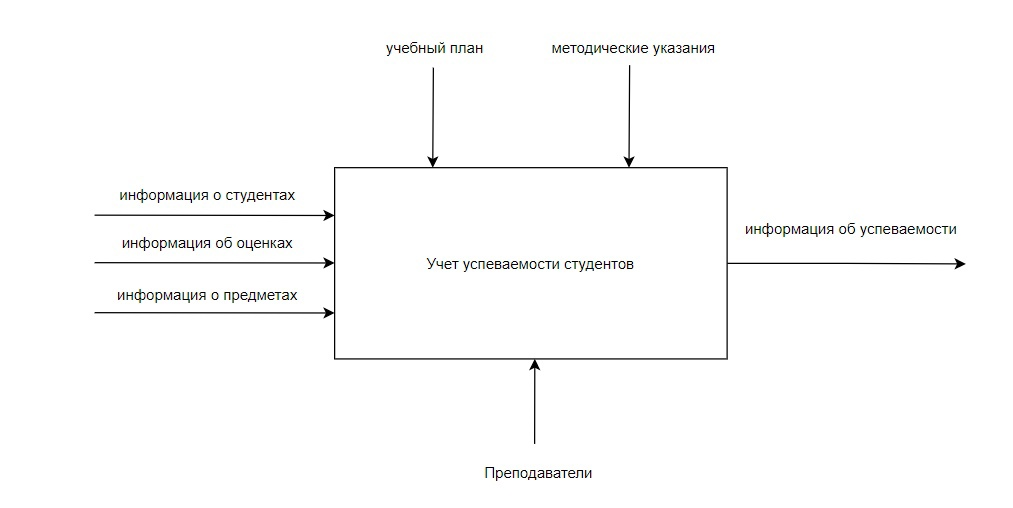 учебный план
методические указания
информация о студентах
информация об оценках
информация о предметах
Учет успеваемости студентов
информация об успеваемости
Преподаватели